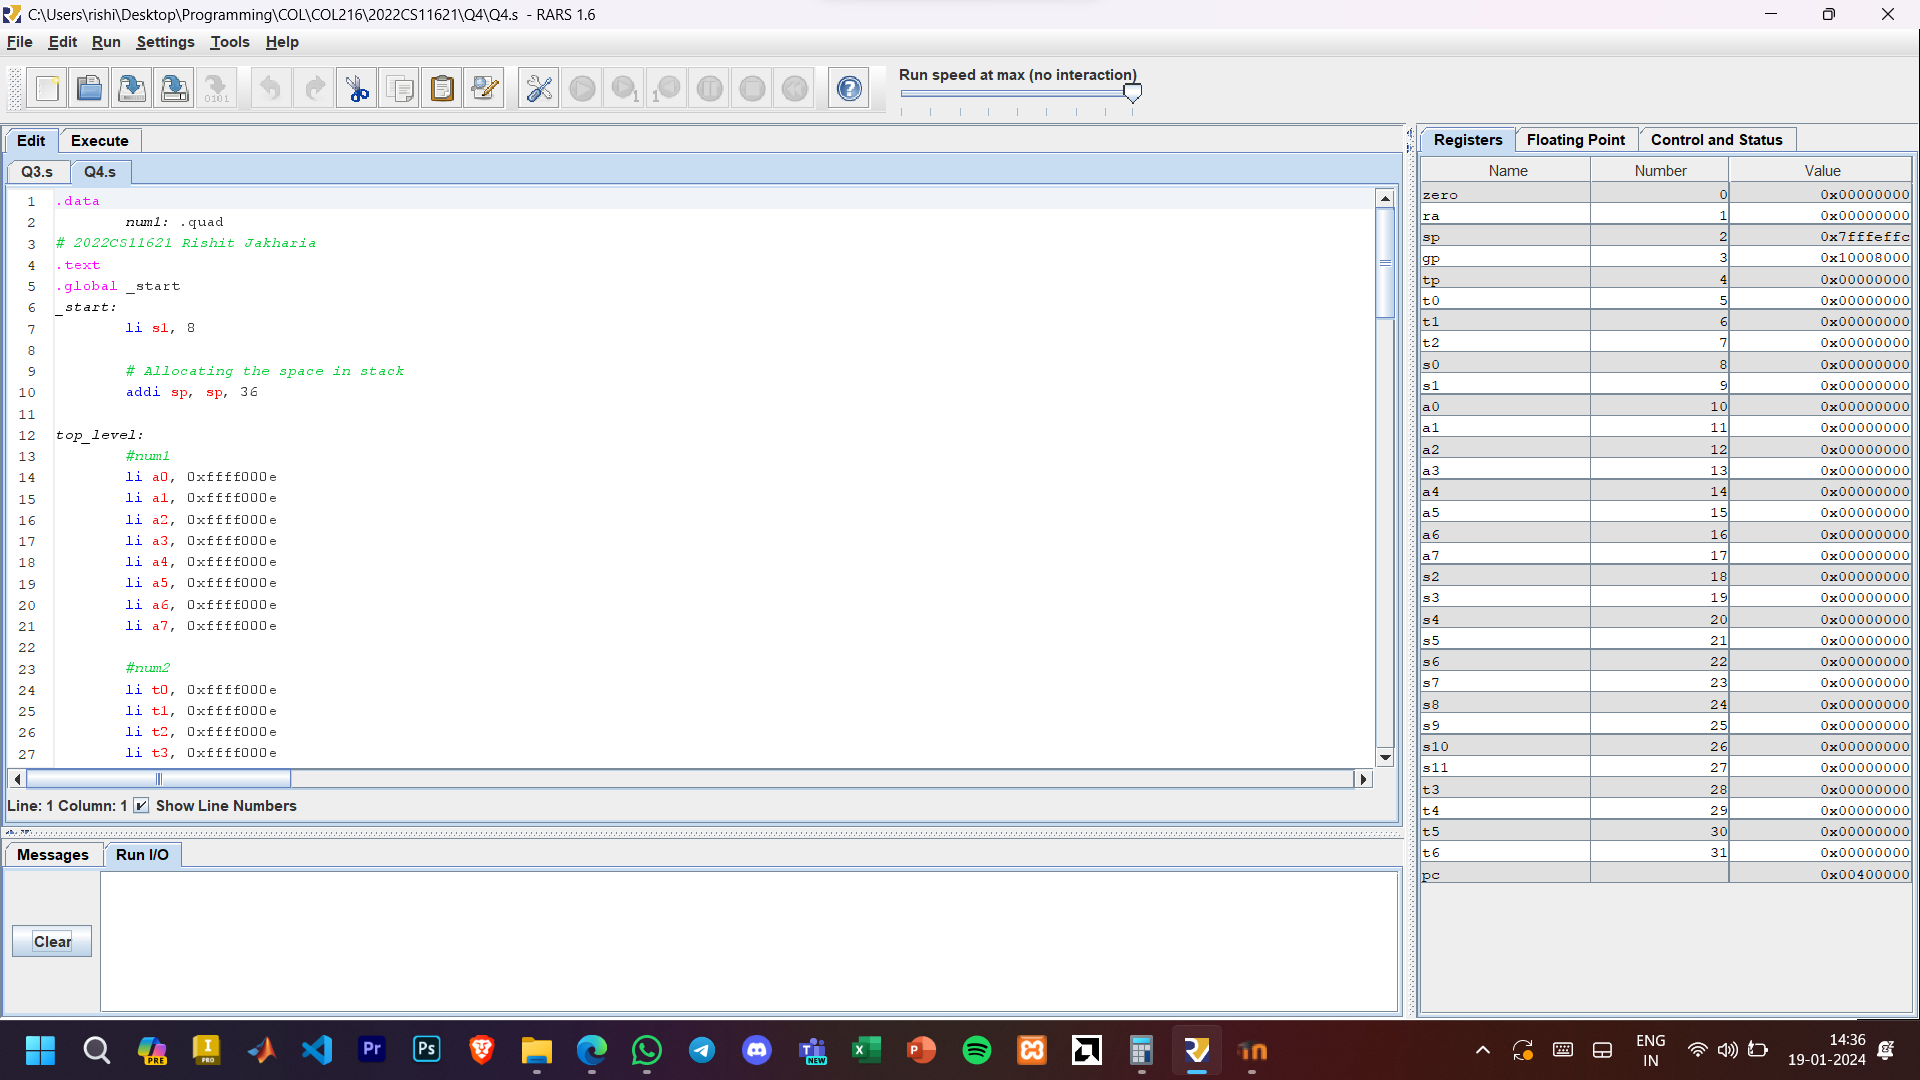 C:\Users\rishi\Desktop\Programming\COL\COL216\2022CS11621\Q4\Q4.s - RARS 1.6
File Edit Run Settings Tools Help
Run speed at max (no interaction)
Edit Execute
Q3.s Q4.s
1 .data
2 num1: .quad
3 # 2022CS11621 Rishit Jakharia
4 .text
5 .global _start
6 _start:
7 li s1, 8
8
9 # Allocating the space in stack
10 addi sp, sp, 36
11
12 top_level:
13 #num1
14 li a0, 0xffff000e
15 li a1, 0xffff000e
16 li a2, 0xffff000e
17 li a3, 0xffff000e
18 li a4, 0xffff000e
19 li a5, 0xffff000e
20 li a6, 0xffff000e
21 li a7, 0xffff000e
22
23 #num2
24 li t0, 0xffff000e
25 li t1, 0xffff000e
26 li t2, 0xffff000e
27 li t3, 0xffff000e
Line: 1 Column: 1 Show Line Numbers
Messages Run I/O
Clear
Registers Floating Point Control and Status
Name Number Value
zero 0 0x00000000
ra 1 0x00000000
sp 2 0x7fffeffc
gp 3 0x10008000
tp 4 0x00000000
t0 5 0x00000000
t1 6 0x00000000
t2 7 0x00000000
s0 8 0x00000000
s1 9 0x00000000
a0 10 0x00000000
a1 11 0x00000000
a2 12 0x00000000
a3 13 0x00000000
a4 14 0x00000000
a5 15 0x00000000
a6 16 0x00000000
a7 17 0x00000000
s2 18 0x00000000
s3 19 0x00000000
s4 20 0x00000000
s5 21 0x00000000
s6 22 0x00000000
s7 23 0x00000000
s8 24 0x00000000
s9 25 0x00000000
s10 26 0x00000000
s11 27 0x00000000
t3 28 0x00000000
t4 29 0x00000000
t5 30 0x00000000
t6 31 0x00000000
pc 0x00400000
PRE
I
PRO
Pr
Ps
NEW
ENG
IN
14:36
19-01-2024